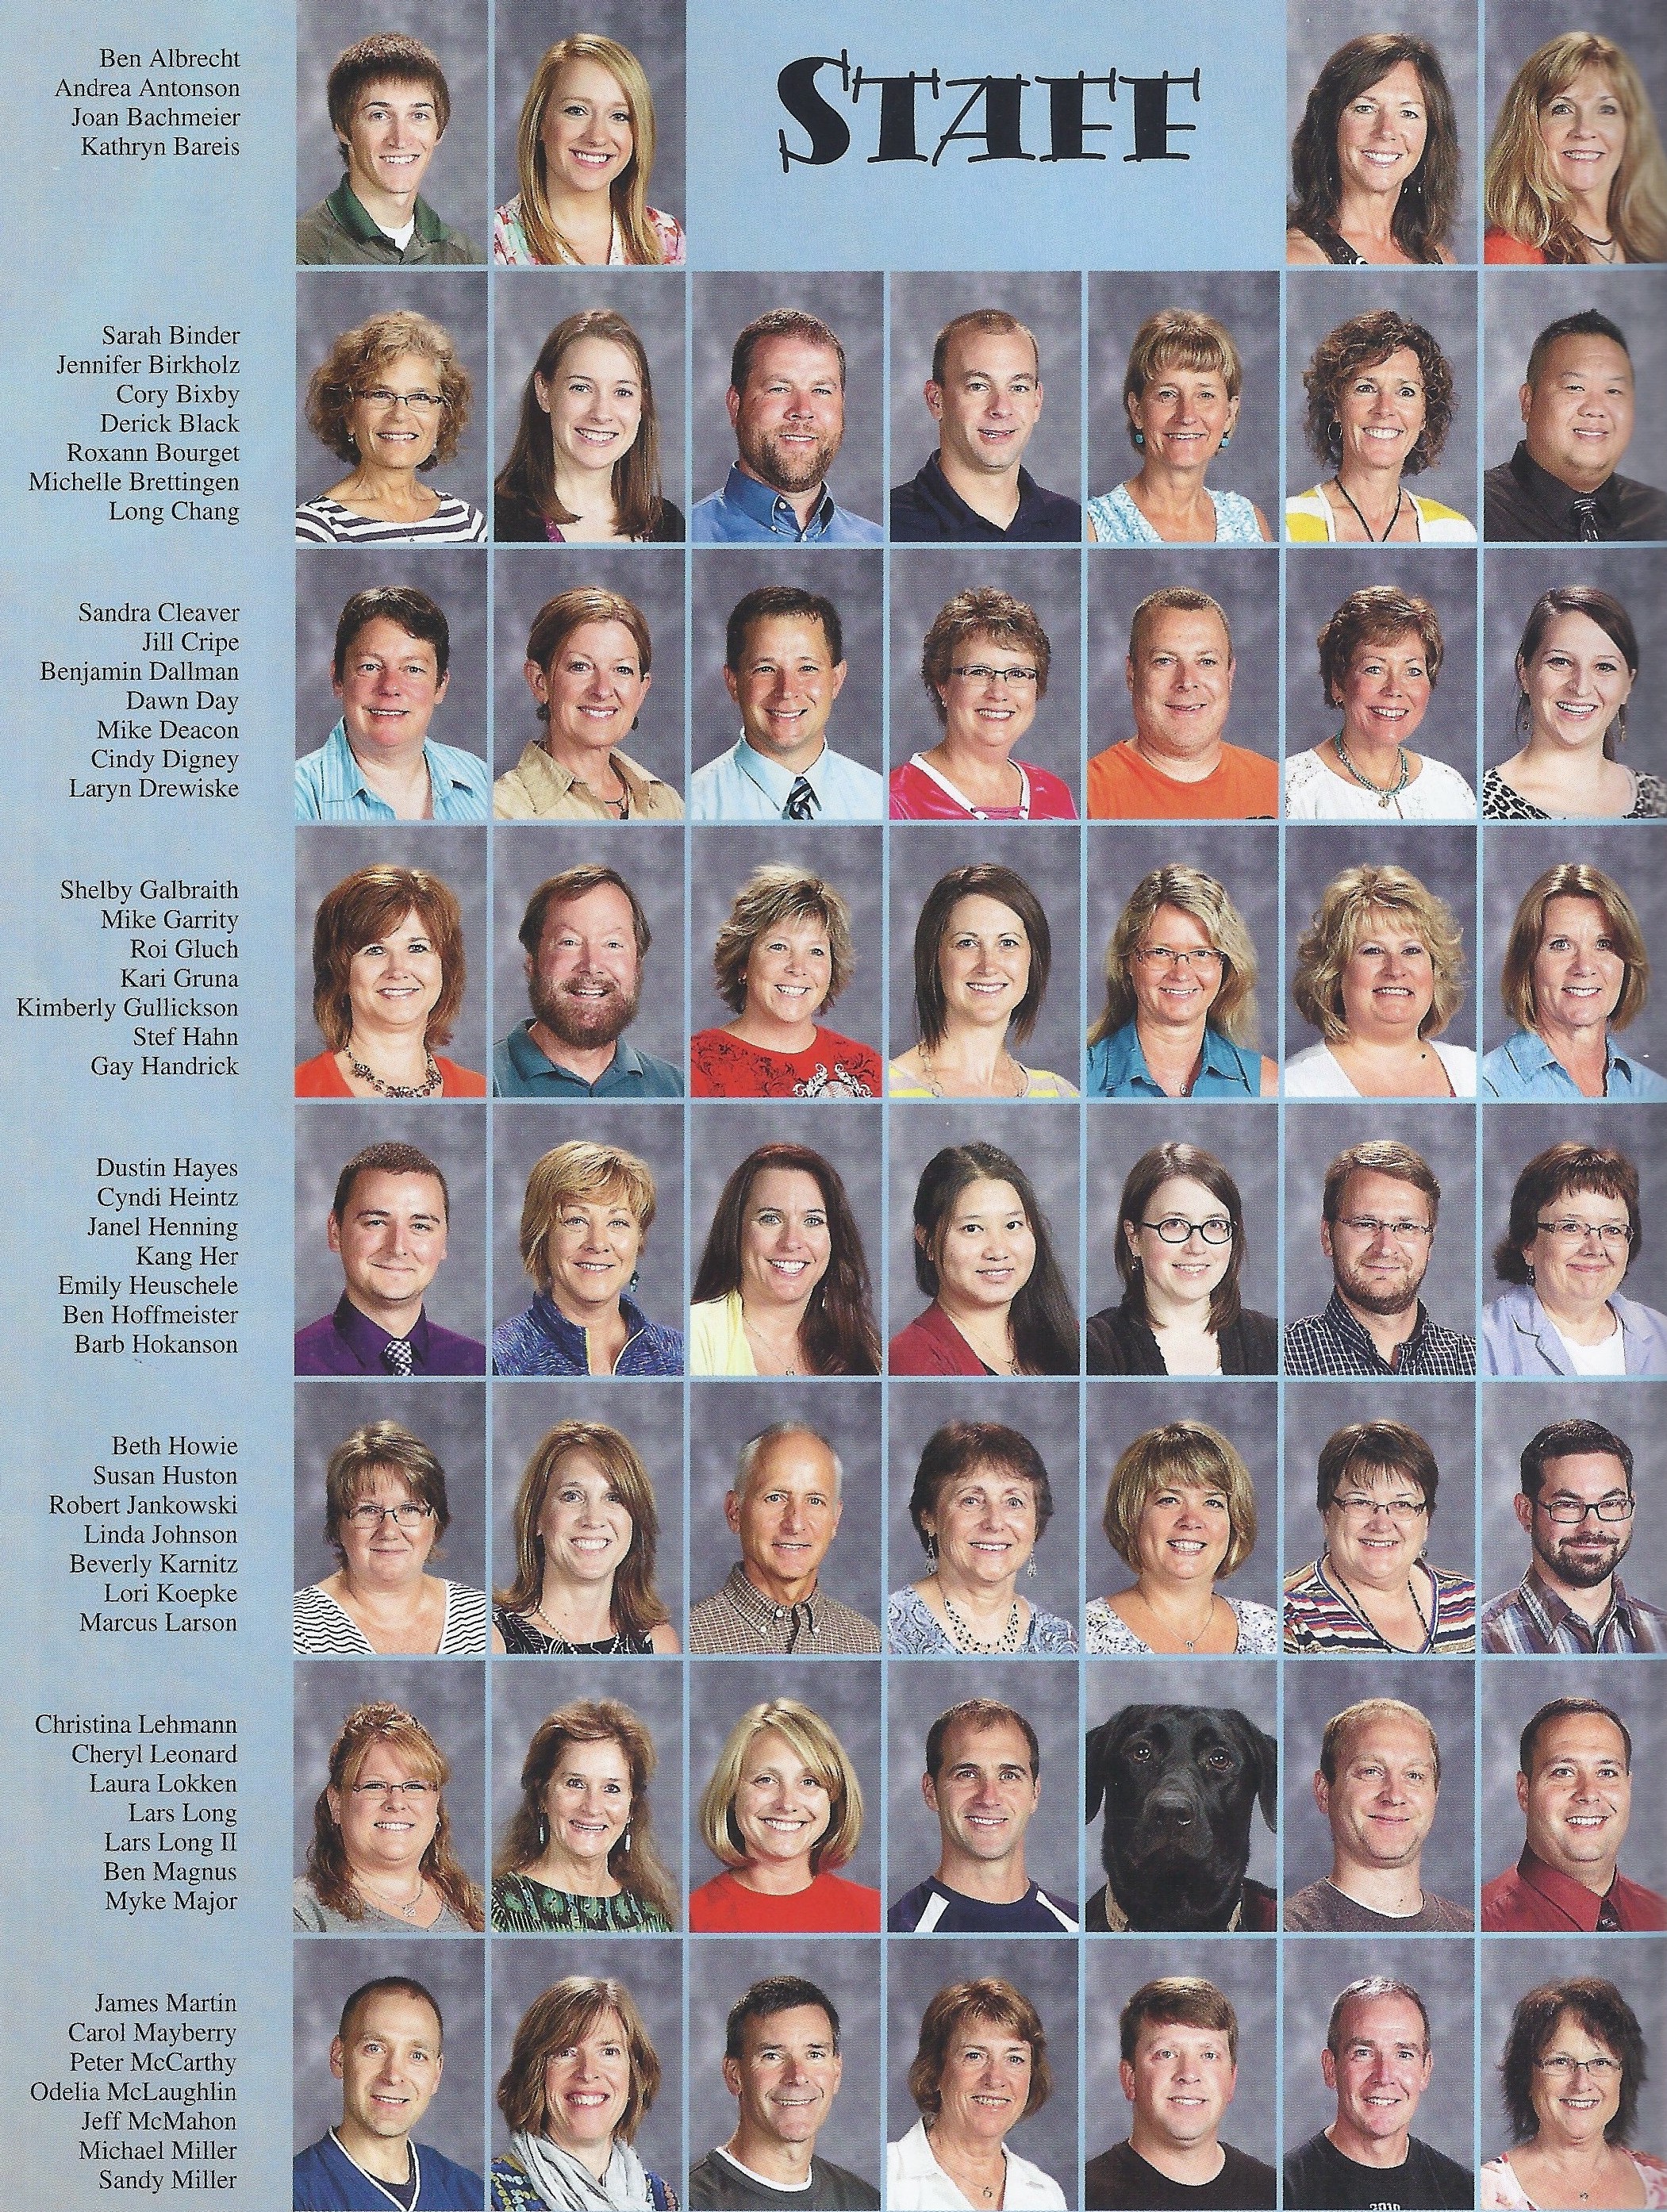 STAFF
Ben Albrecht
Andrea Antonson
Joan Bachmeier
Kathryn Bareis
Sarah Binder
Jennifer Birkholz
Cory Bixby
Derick Black
Roxann Bourget
Michelle Brettingen
Long Chang
Sandra Cleaver
Jill Cripe
Benjamin Dallman
Dawn Day
Mike Deacon
Cindy Digney
Laryn Drewiske
Shelby Galbraith
Mike Garrity
Roi Gluch
Kari Gruna
Kimberly Gullickson
Stef Hahn
Gay Handrick
Dustin Hayes
Cyndi Heintz
Janel Henning
Kang Her
Emily Heuschele
Ben Hoffmeister
Barb Hokanson
Beth Howie
Susan Huston
Robert Jankowski
Linda Johnson
Beverly Karnitz
Lori Koepke
Marcus Larson
Christina Lehmann
Cheryl Leonard
Laura Lokken
Lars Long
Lars Long II
Ben Magnus
Myke Major
James Martin
Carol Mayberry
Peter McCarthy
Odelia McLaughlin
Jeff McMahon
Michael Miller
Sandy Miller